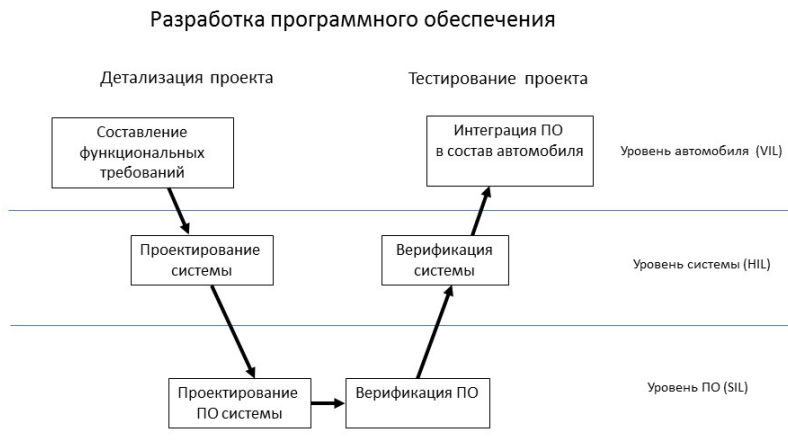 Разработка программного обеспечения
Детализация проекта
Тестирование проекта
Составление
функциональных
требований
Интеграция ПО
в состав автомобиля
Уровень автомобиля (VIL)
Проектирование
системы
Верификация
системы
Уровень системы (HIL)
Проектирование
ПО системы
Верификация ПО
Уровень ПО (SIL)